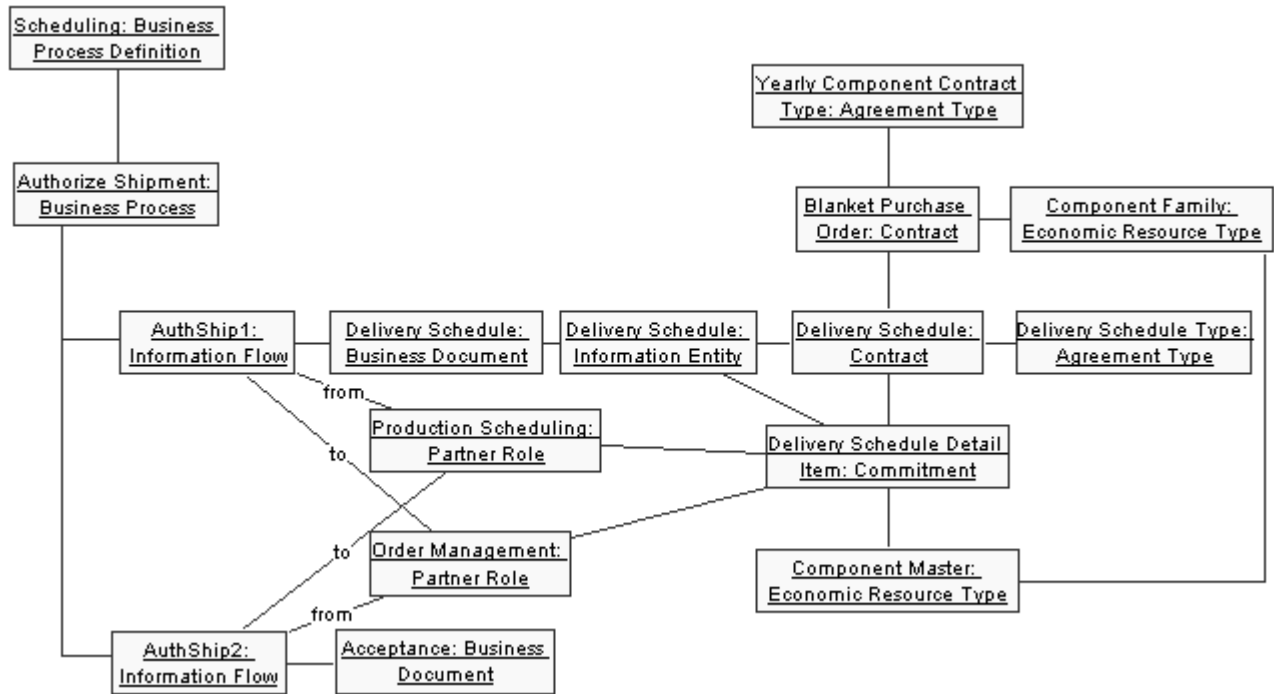 Scheduling: Business
Process Definition
Yearly Component Contract
Type: Agreement Type
Authorize Shipment:
Business Process
Blanket Purchase
Order: Contract
Component Family:
Economic Resource Type
AuthShip1:
Information Flow
Delivery Schedule:
Business Document
Delivery Schedule:
Information Entity
Delivery Schedule:
Contract
Delivery Schedule Type:
Agreement Type
from
Production Scheduling:
Partner Role
Delivery Schedule Detail
Item: Commitment
to
to
Order Management:
Partner Role
Component Master:
Economic Resource Type
from
AuthShip2:
Information Flow
Acceptance: Business
Document